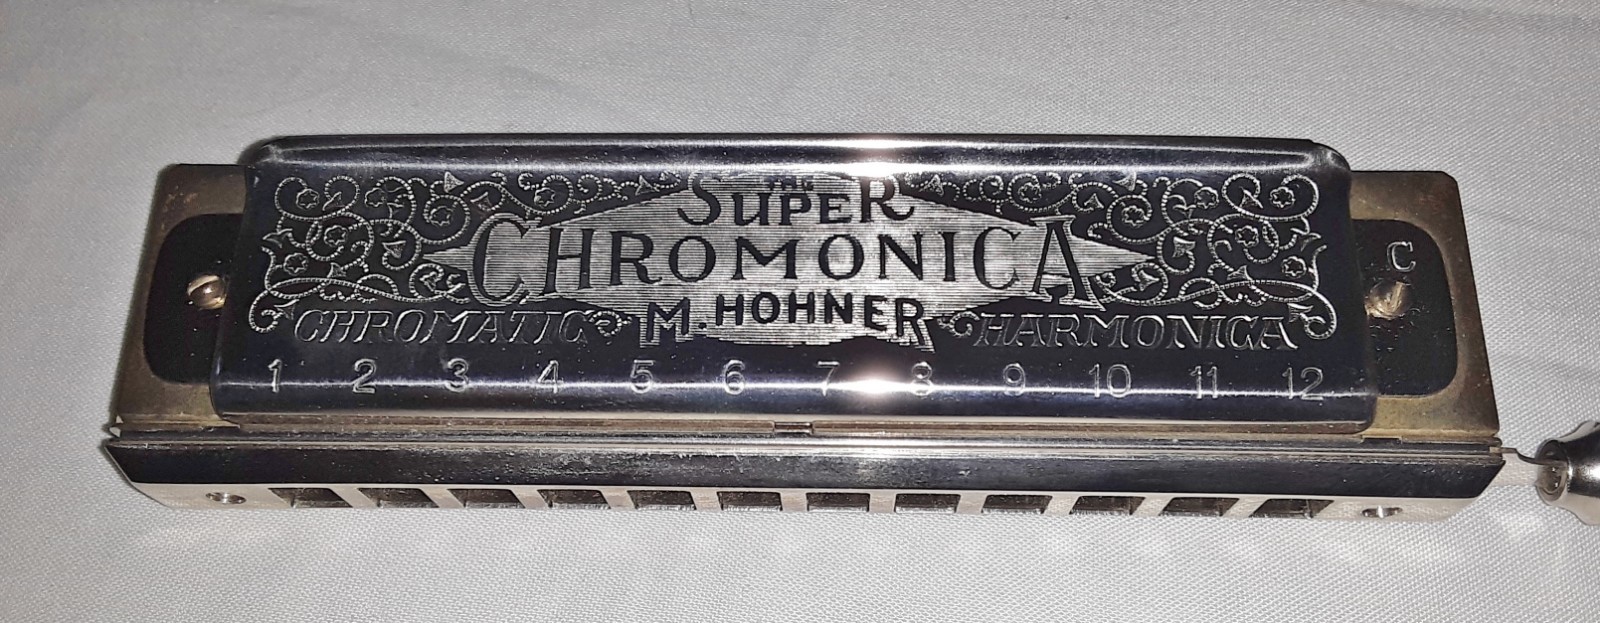 THE
SUPER
CHROMONICA
C
CHROMATIC M. HOHNER HARMONICA
1 2 3 4 5 6 7 8 9 10 11 12